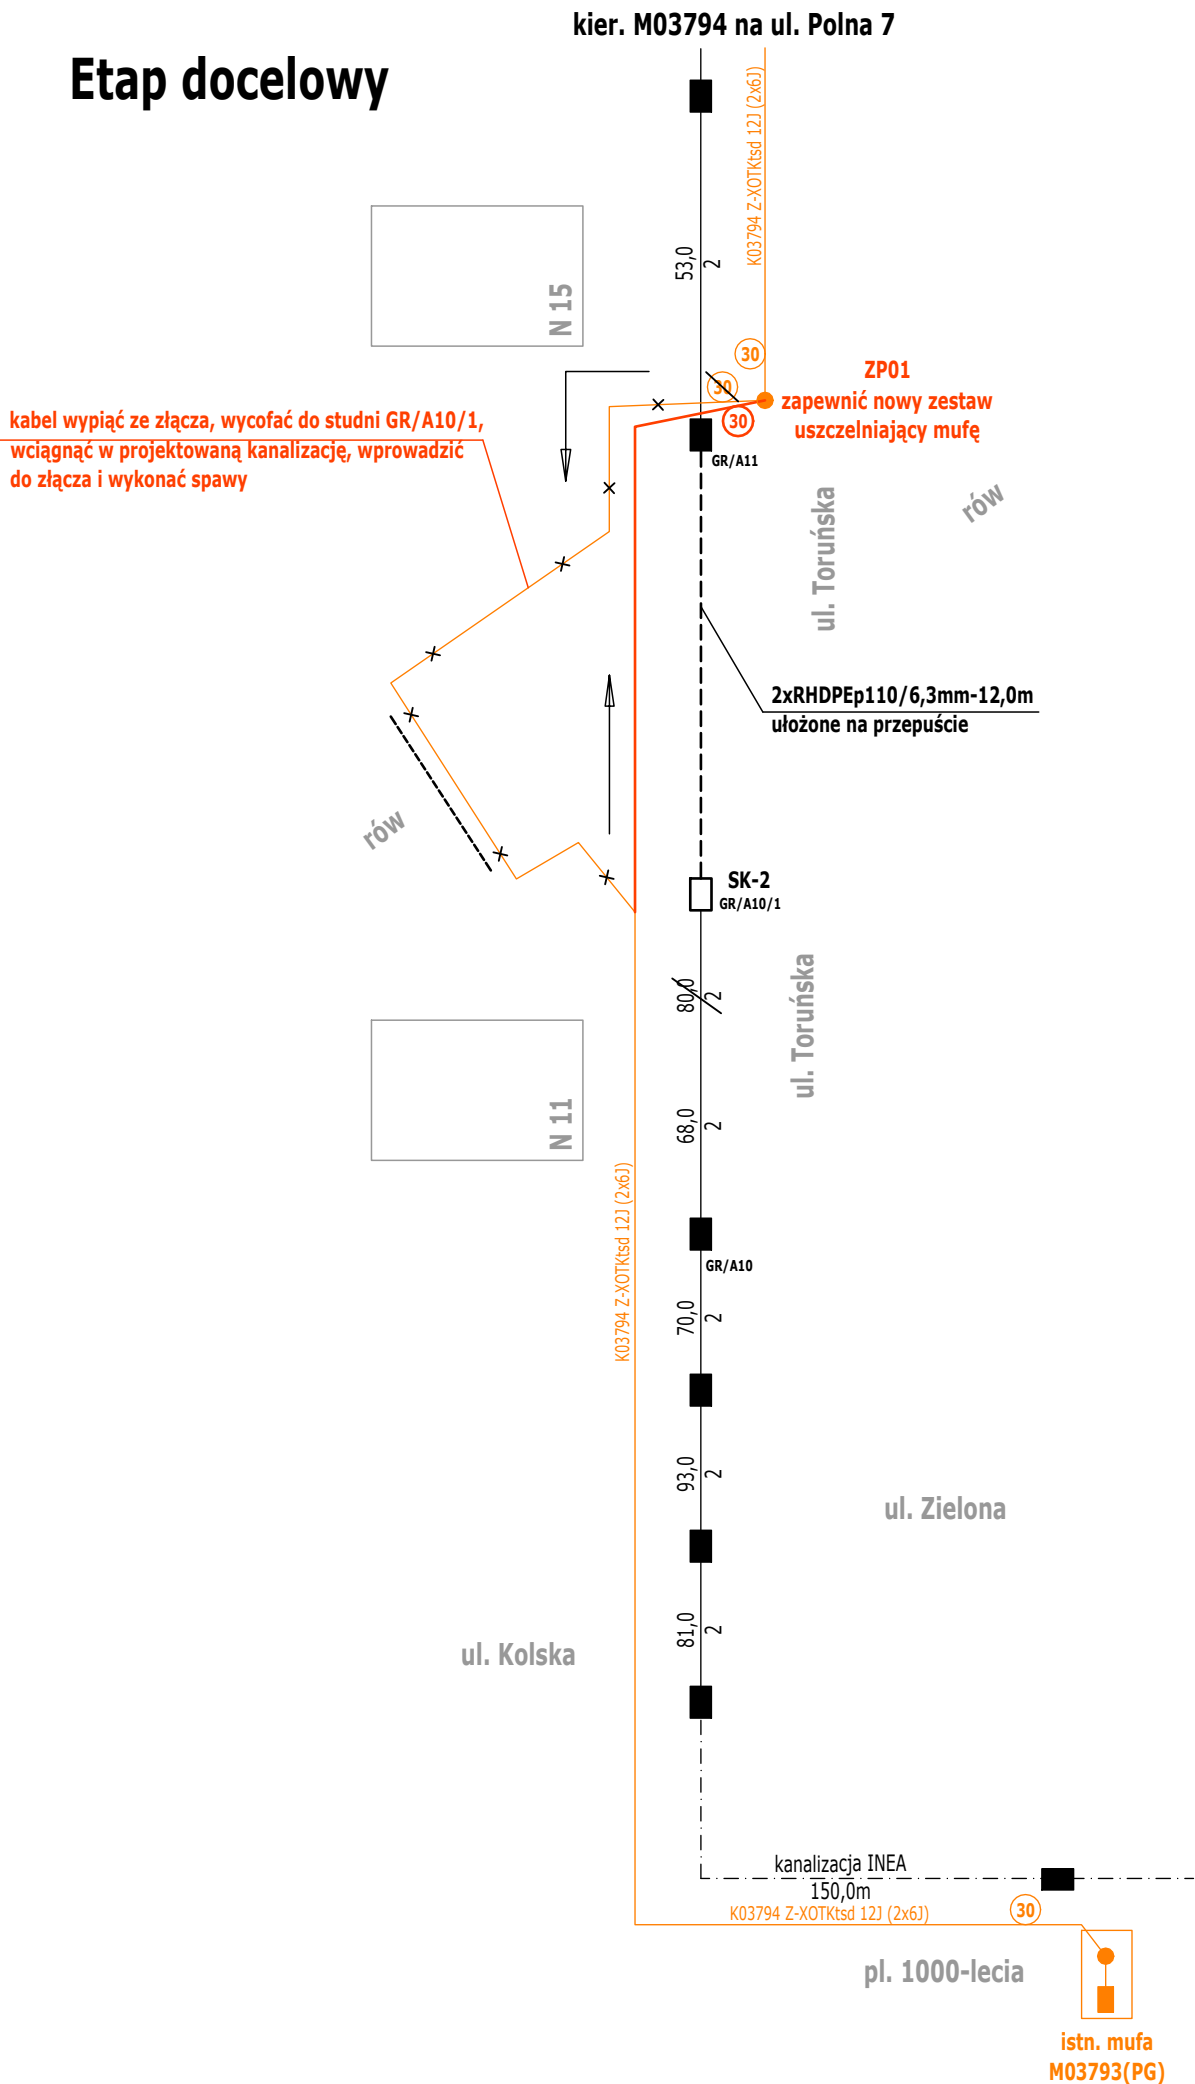 kier. M03794 na ul. Polna 7
Etap docelowy
K03794 Z-XOTKtsd 12J (2x6J)
53,0
2
N 15
30
30
30
ZP01
zapewnić nowy zestaw
uszczelniający mufę
kabel wypiąć ze złącza, wycofać do studni GR/A10/1,
wciągnąć w projektowaną kanalizację, wprowadzić
do złącza i wykonać spawy
GR/A11
ul. Toruńska
rów
2xRHDPEp110/6,3mm-12,0m
ułożone na przepuście
rów
SK-2
GR/A10/1
80,0
2
ul. Toruńska
N 11
68,0
2
K03794 Z-XOTKtsd 12J (2x6J)
GR/A10
70,0
2
93,0
2
ul. Zielona
81,0
2
ul. Kolska
kanalizacja INEA
150,0m
K03794 Z-XOTKtsd 12J (2x6J)
30
pl. 1000-lecia
istn. mufa
M03793(PG)